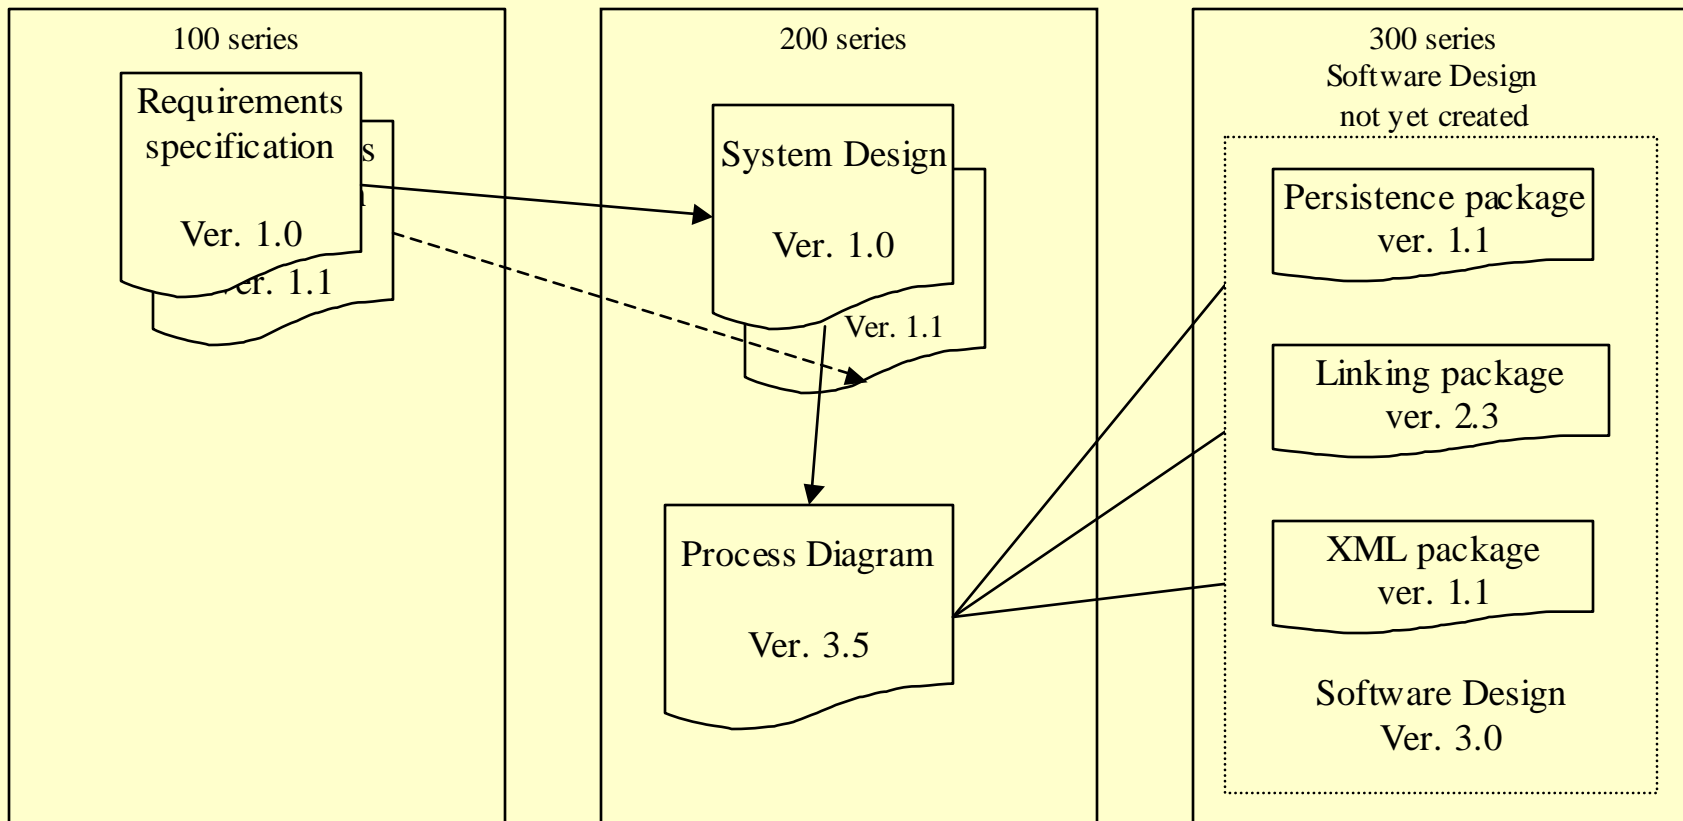 100 series
Requirements
specification
Ver. 1.0
s
Ver. 1.1
200 series
System Design
Ver. 1.0
Ver. 1.1
Process Diagram
Ver. 3.5
300 series
Software Design
not yet created
Persistence package
ver. 1.1
Linking package
ver. 2.3
XML package
ver. 1.1
Software Design
Ver. 3.0